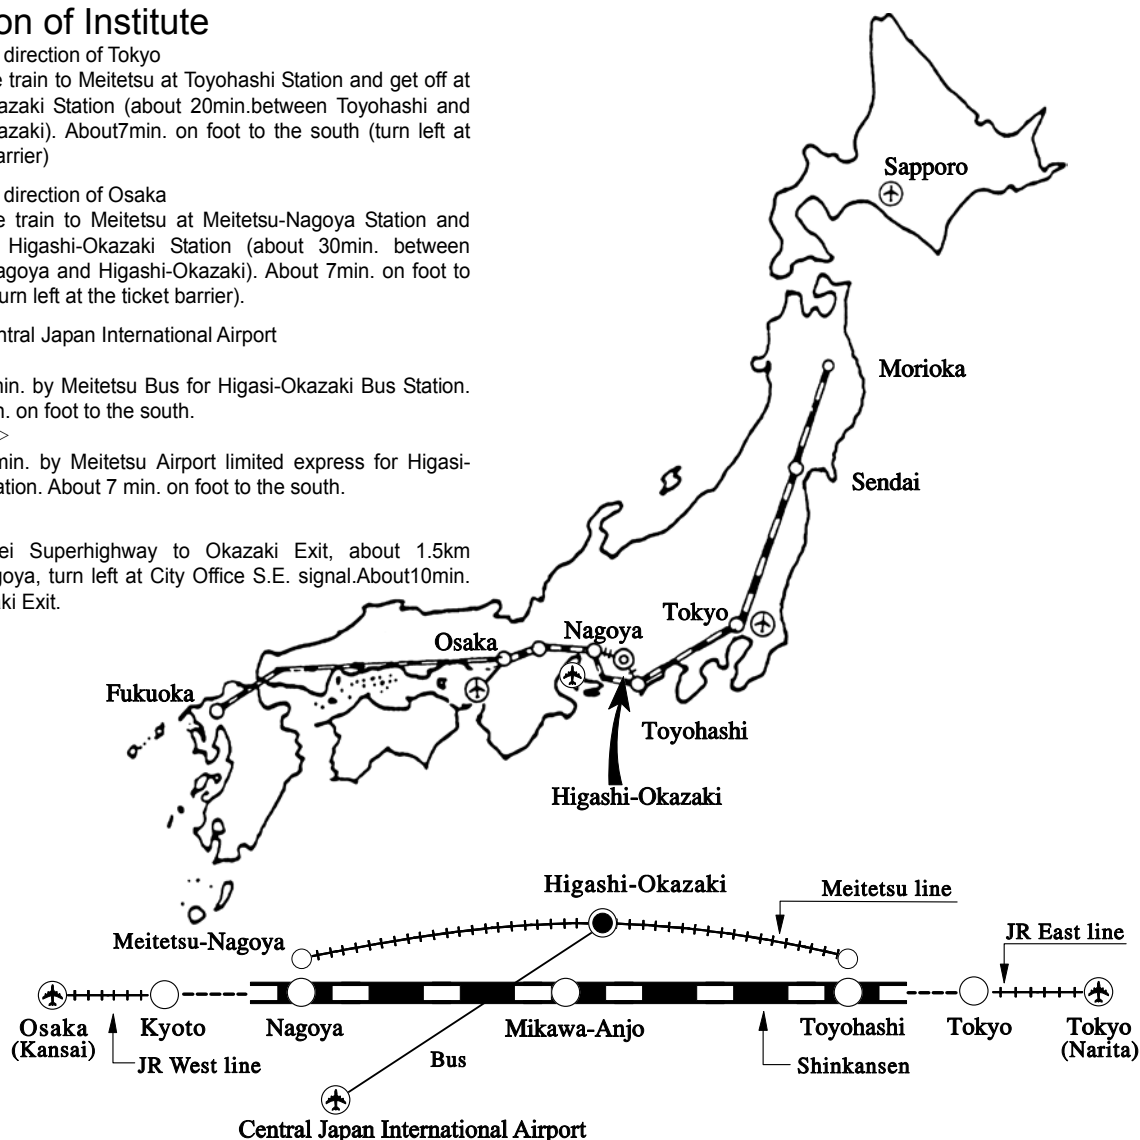 on of Institute
direction of Tokyo
e train to Meitetsu at Toyohashi Station and get off at
azaki Station (about 20min.between Toyohashi and
azaki). About7min. on foot to the south (turn left at
arrier)
direction of Osaka
e train to Meitetsu at Meitetsu-Nagoya Station and
Higashi-Okazaki Station (about 30min. between
agoya and Higashi-Okazaki). About 7min. on foot to
urn left at the ticket barrier).
ntral Japan International Airport
min. by Meitetsu Bus for Higasi-Okazaki Bus Station.
n. on foot to the south.
>
min. by Meitetsu Airport limited express for Higasi-
ation. About 7 min. on foot to the south.
ei Superhighway to Okazaki Exit, about 1.5km
goya, turn left at City Office S.E. signal.About10min.
aki Exit.
Sapporo
Morioka
Sendai
Tokyo
Nagoya
Osaka
Fukuoka
Toyohashi
Higashi-Okazaki
Higashi-Okazaki
Meitetsu line
Meitetsu-Nagoya
JR East line
Osaka
(Kansai)
Kyoto
Nagoya
Mikawa-Anjo
Toyohashi
Tokyo
Tokyo
(Narita)
JR West line
Bus
Shinkansen
Central Japan International Airport